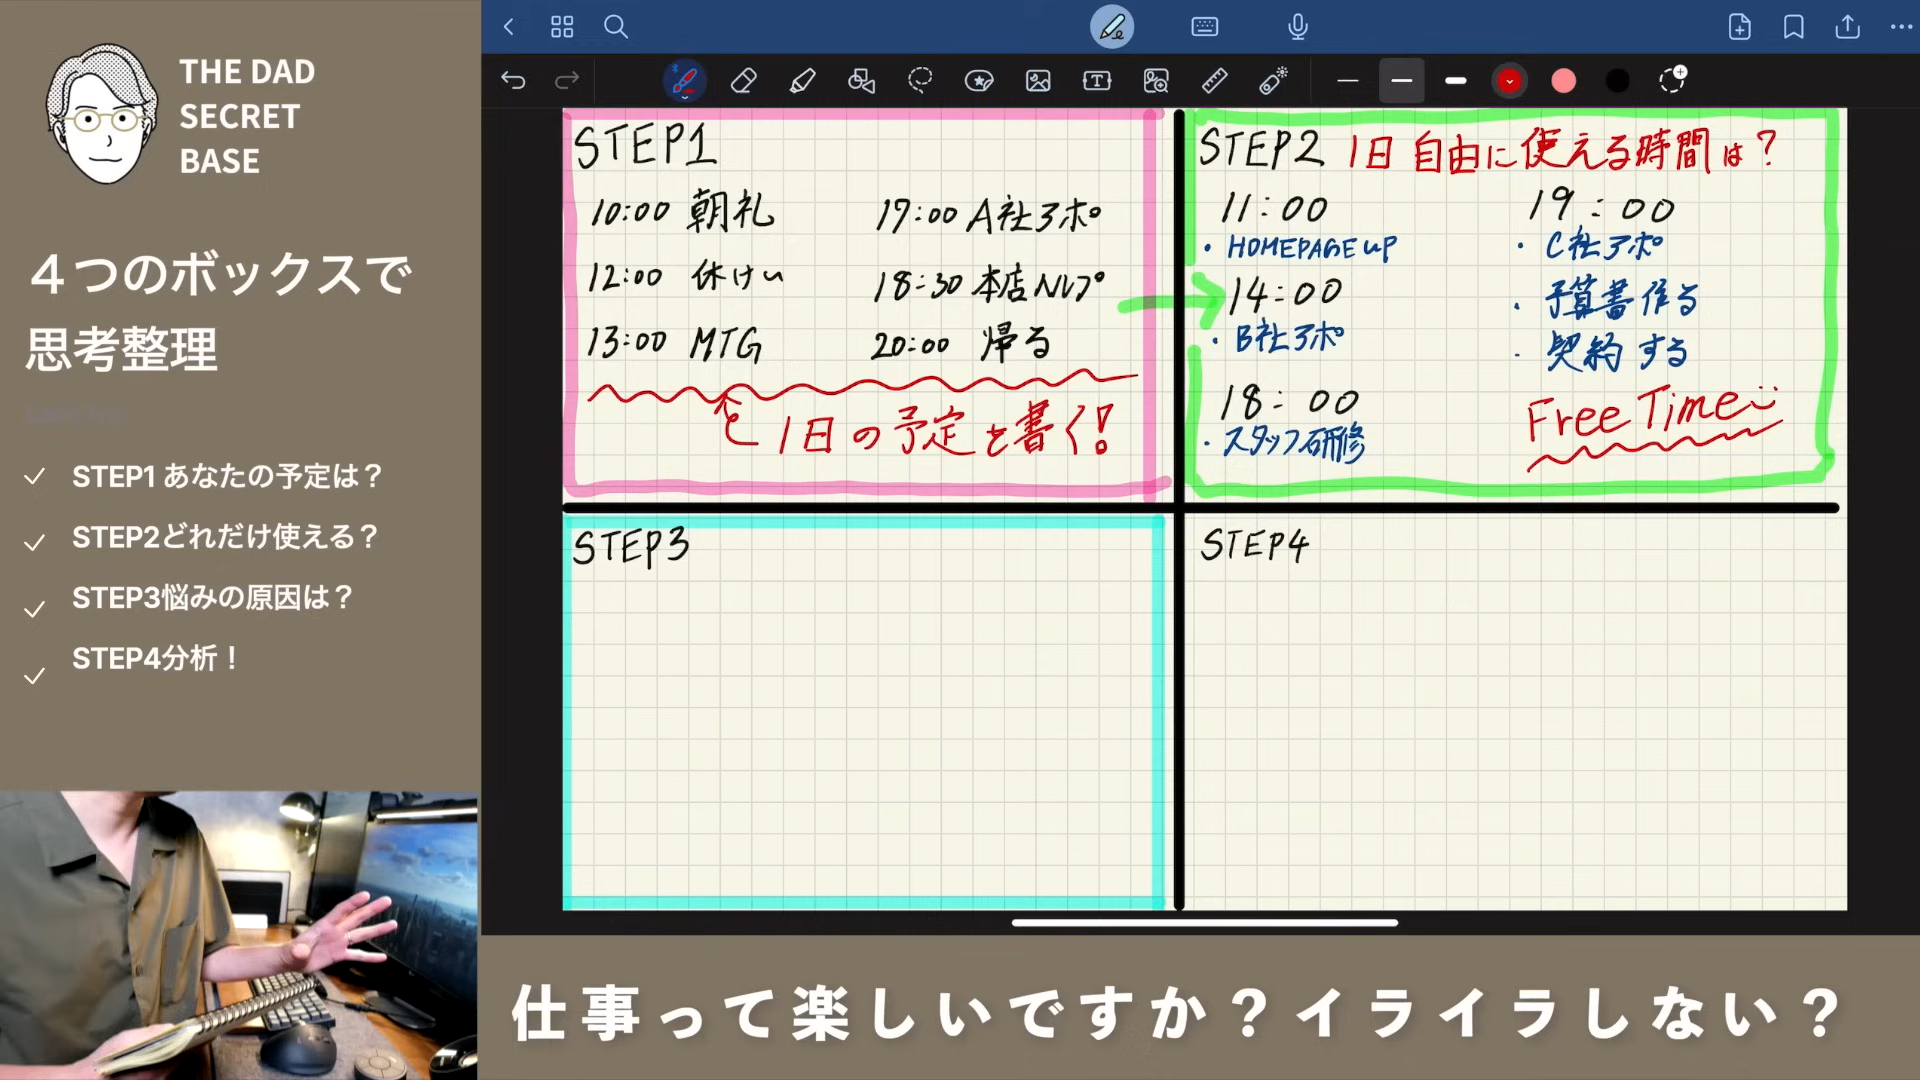 THE DAD
SECRET
BASE
4つのボックスで
思考整理
STEP1 あなたの予定は？
STEP2どれだけ使える？
STEP3悩みの原因は？
STEP4分析！
STEP1
10:00 朝礼
12:00 休けい
13:00 MTG
17:00 A社アポ
18:30 本店ヘルプ
20:00 帰る
1日の予定を書く!
STEP2 1日自由に使える時間は?
11:00
・HOMEPAGE UP
14:00
・B社アポ
18:00
・スタッフ研修
19:00
・C社アポ
・予算書作る
・契約する
Free Time
STEP3
STEP4
仕事って楽しいですか？イライラしない？